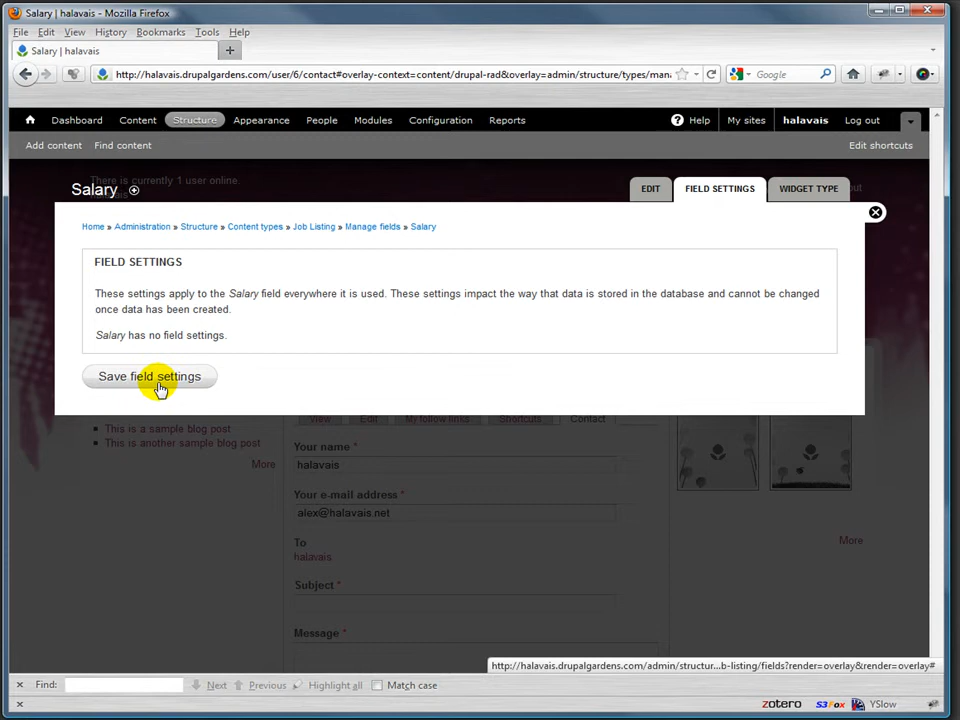 Salary | halavais - Mozilla Firefox
File Edit View History Bookmarks Tools Help
Salary | halavais
http://halavais.drupalgardens.com/user/6/contact#overlay-context=content/drupal-rad&overlay=admin/structure/types/mana
Google
Dashboard Content Structure Appearance People Modules Configuration Reports Help My sites halavais Log out
Add content Find content Edit shortcuts
There is currently 1 user online.
Salary
EDIT FIELD SETTINGS WIDGET TYPE
Home » Administration » Structure » Content types » Job Listing » Manage fields » Salary
FIELD SETTINGS
These settings apply to the Salary field everywhere it is used. These settings impact the way that data is stored in the database and cannot be changed
once data has been created.
Salary has no field settings.
Save field settings
View Edit My follow links Shortcuts Contact
This is a sample blog post
This is another sample blog post
More
Your name *
halavais
Your e-mail address *
alex@halavais.net
To
halavais
More
Subject *
Message *
http://halavais.drupalgardens.com/admin/structur...b-listing/fields?render=overlay&render=overlay#
Find: Next Previous Highlight all Match case
zotero S3Fox YSlow